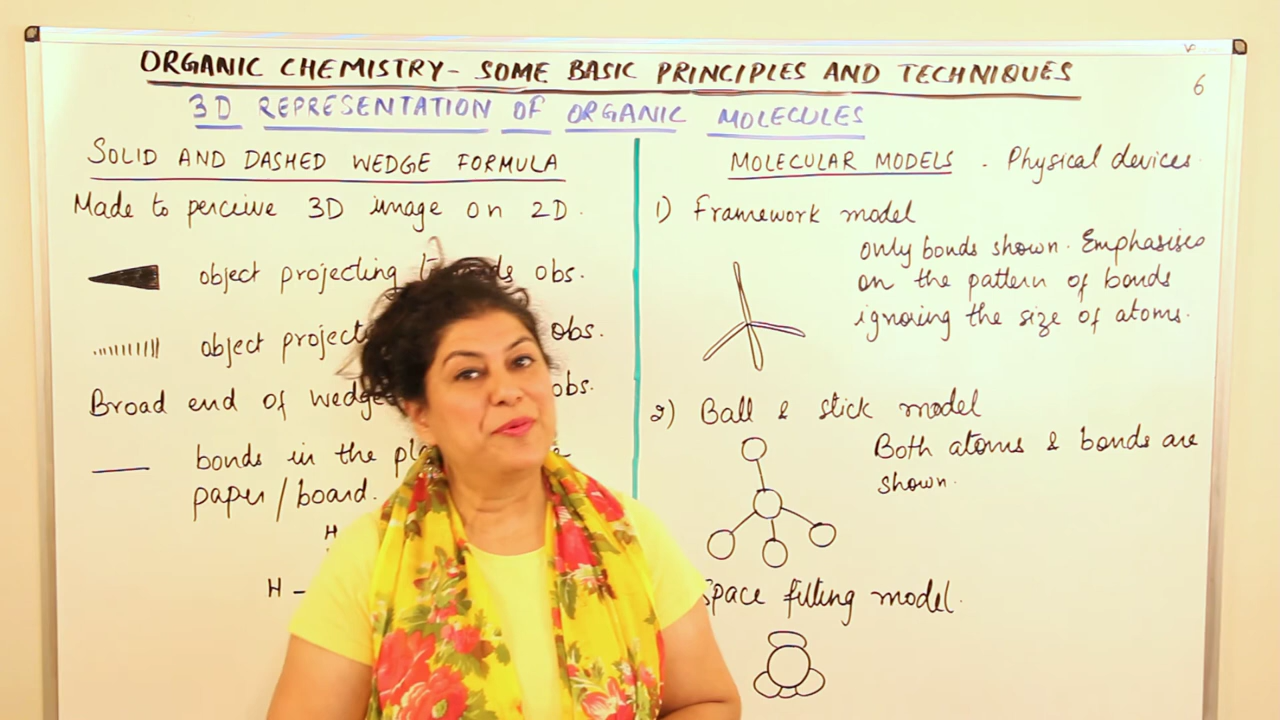 ORGANIC CHEMISTRY - SOME BASIC PRINCIPLES AND TECHNIQUES
6
3D REPRESENTATION OF ORGANIC MOLECULES
SOLID AND DASHED WEDGE FORMULA
Made to perceive 3D image on 2D.
object projecting obs.
object obs.
Broad end of obs.
bonds in the
paper/board.
H
H -
MOLECULAR MODELS - Physical devices
1) Framework model
only bonds shown. Emphasises
on the pattern of bonds
ignoring the size of atoms.
2) Ball & stick model
Both atoms & bonds are
shown.
Space filling model.